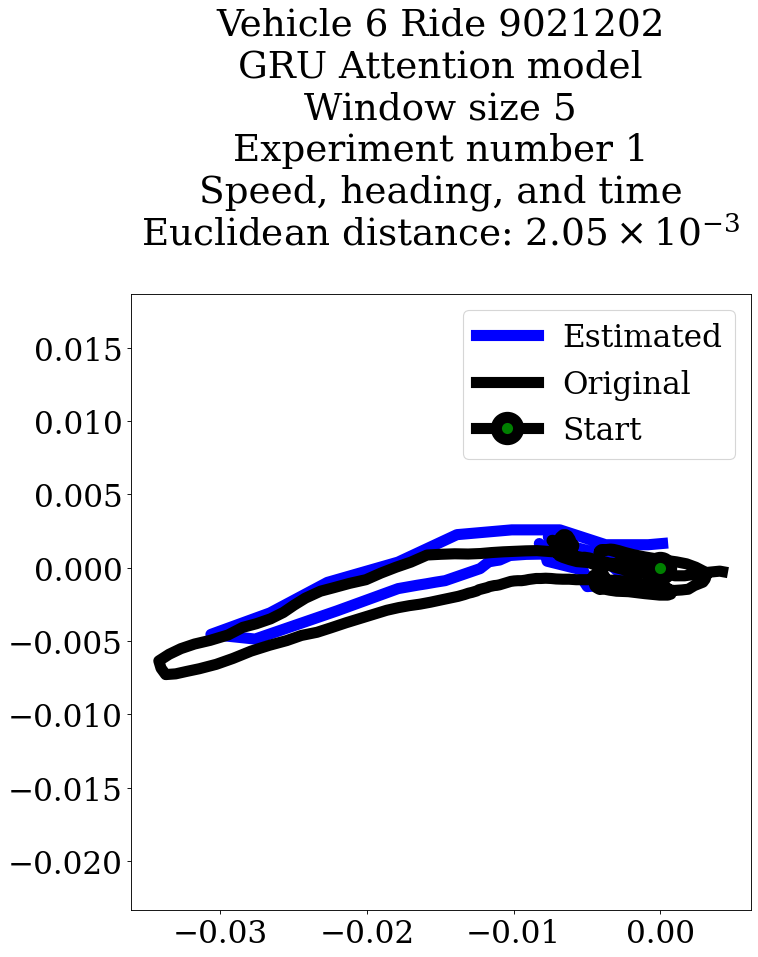 Vehicle 6 Ride 9021202
GRU Attention model
Window size 5
Experiment number 1
Speed, heading, and time
Euclidean distance: 2.05 × 10⁻³
Estimated
Original
Start
0.015
0.010
0.005
0.000
−0.005
−0.010
−0.015
−0.020
−0.03 −0.02 −0.01 0.00